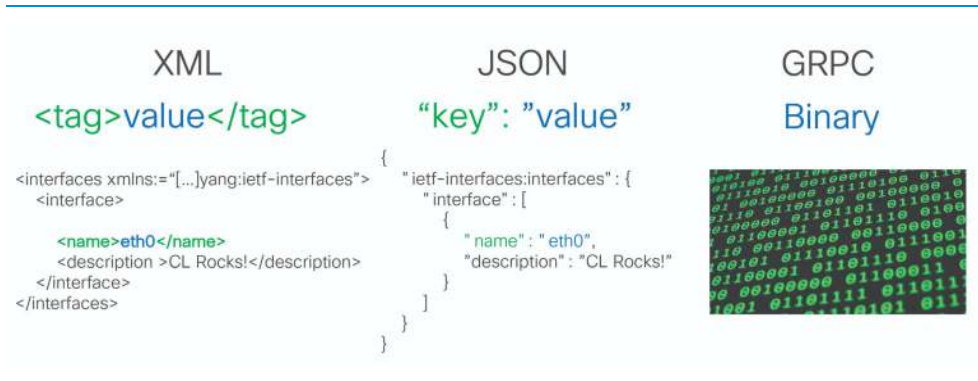 XML
<tag>value</tag>
<interfaces xmlns:="[...]yang:ietf-interfaces">
<interface>
<name>eth0</name>
<description >CL Rocks!</description>
</interface>
</interfaces>
JSON
"key": "value"
{
"ietf-interfaces:interfaces" : {
"interface" : [
{
"name" : "eth0",
"description" : "CL Rocks!"
}
]
}
}
GRPC
Binary